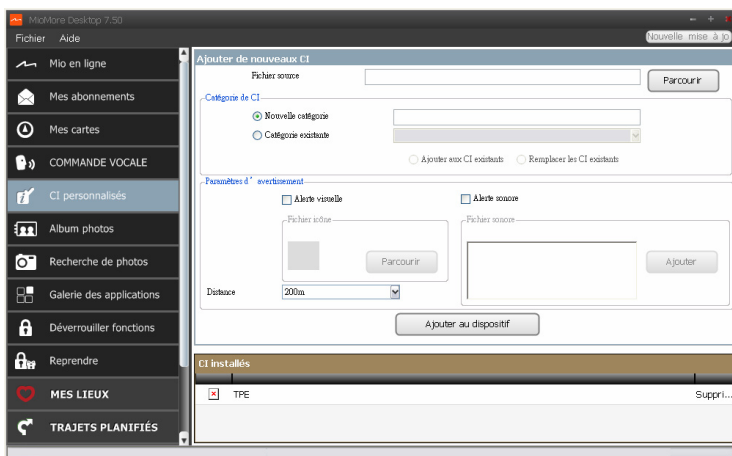 MioMore Desktop 7.50
Fichier Aide
Nouvelle mise à jo
Mio en ligne
Mes abonnements
Mes cartes
COMMANDE VOCALE
CI personnalisés
Album photos
Recherche de photos
Galerie des applications
Déverrouiller fonctions
Reprendre
MES LIEUX
TRAJETS PLANIFIÉS
Ajouter de nouveaux CI
Fichier source
Parcourir
Catégorie de CI
Nouvelle catégorie
Catégorie existante
Ajouter aux CI existants Remplacer les CI existants
Paramètres d'avertissement
Alerte visuelle
Alerte sonore
Fichier icône
Parcourir
Fichier sonore
Ajouter
Distance 200m
Ajouter au dispositif
CI installés
TPE Suppri...